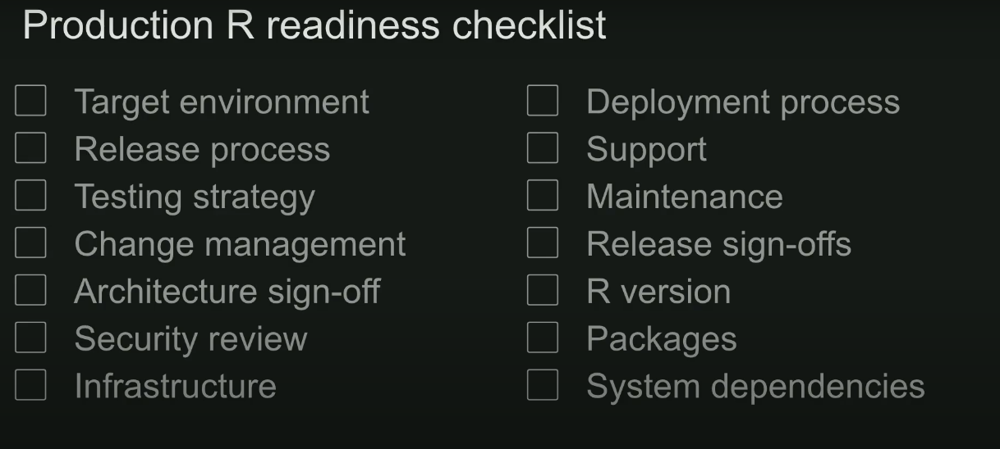 Production R readiness checklist
Target environment
Release process
Testing strategy
Change management
Architecture sign-off
Security review
Infrastructure
Deployment process
Support
Maintenance
Release sign-offs
R version
Packages
System dependencies